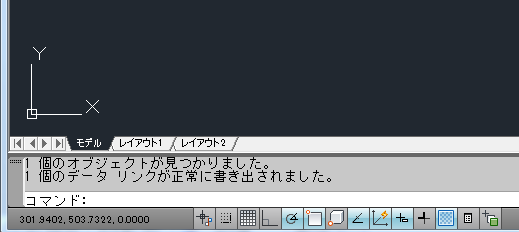 Y
X
モデル レイアウト1 レイアウト2
1 個のオブジェクトが見つかりました。
1 個のデータ リンクが正常に書き出されました。
コマンド:
301.9402, 503.7322, 0.0000